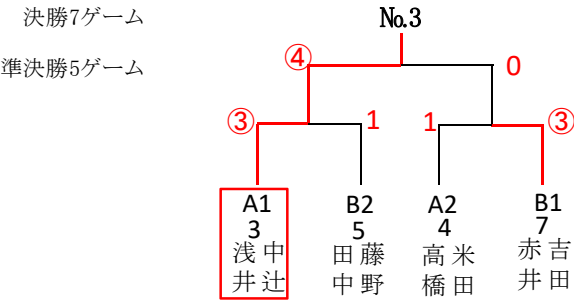 決勝7ゲーム
No.3
準決勝5ゲーム
④
0
③
1
1
③
A1
B2
A2
B1
3
5
4
7
浅中
田藤
高米
赤吉
井辻
中野
橋田
井田